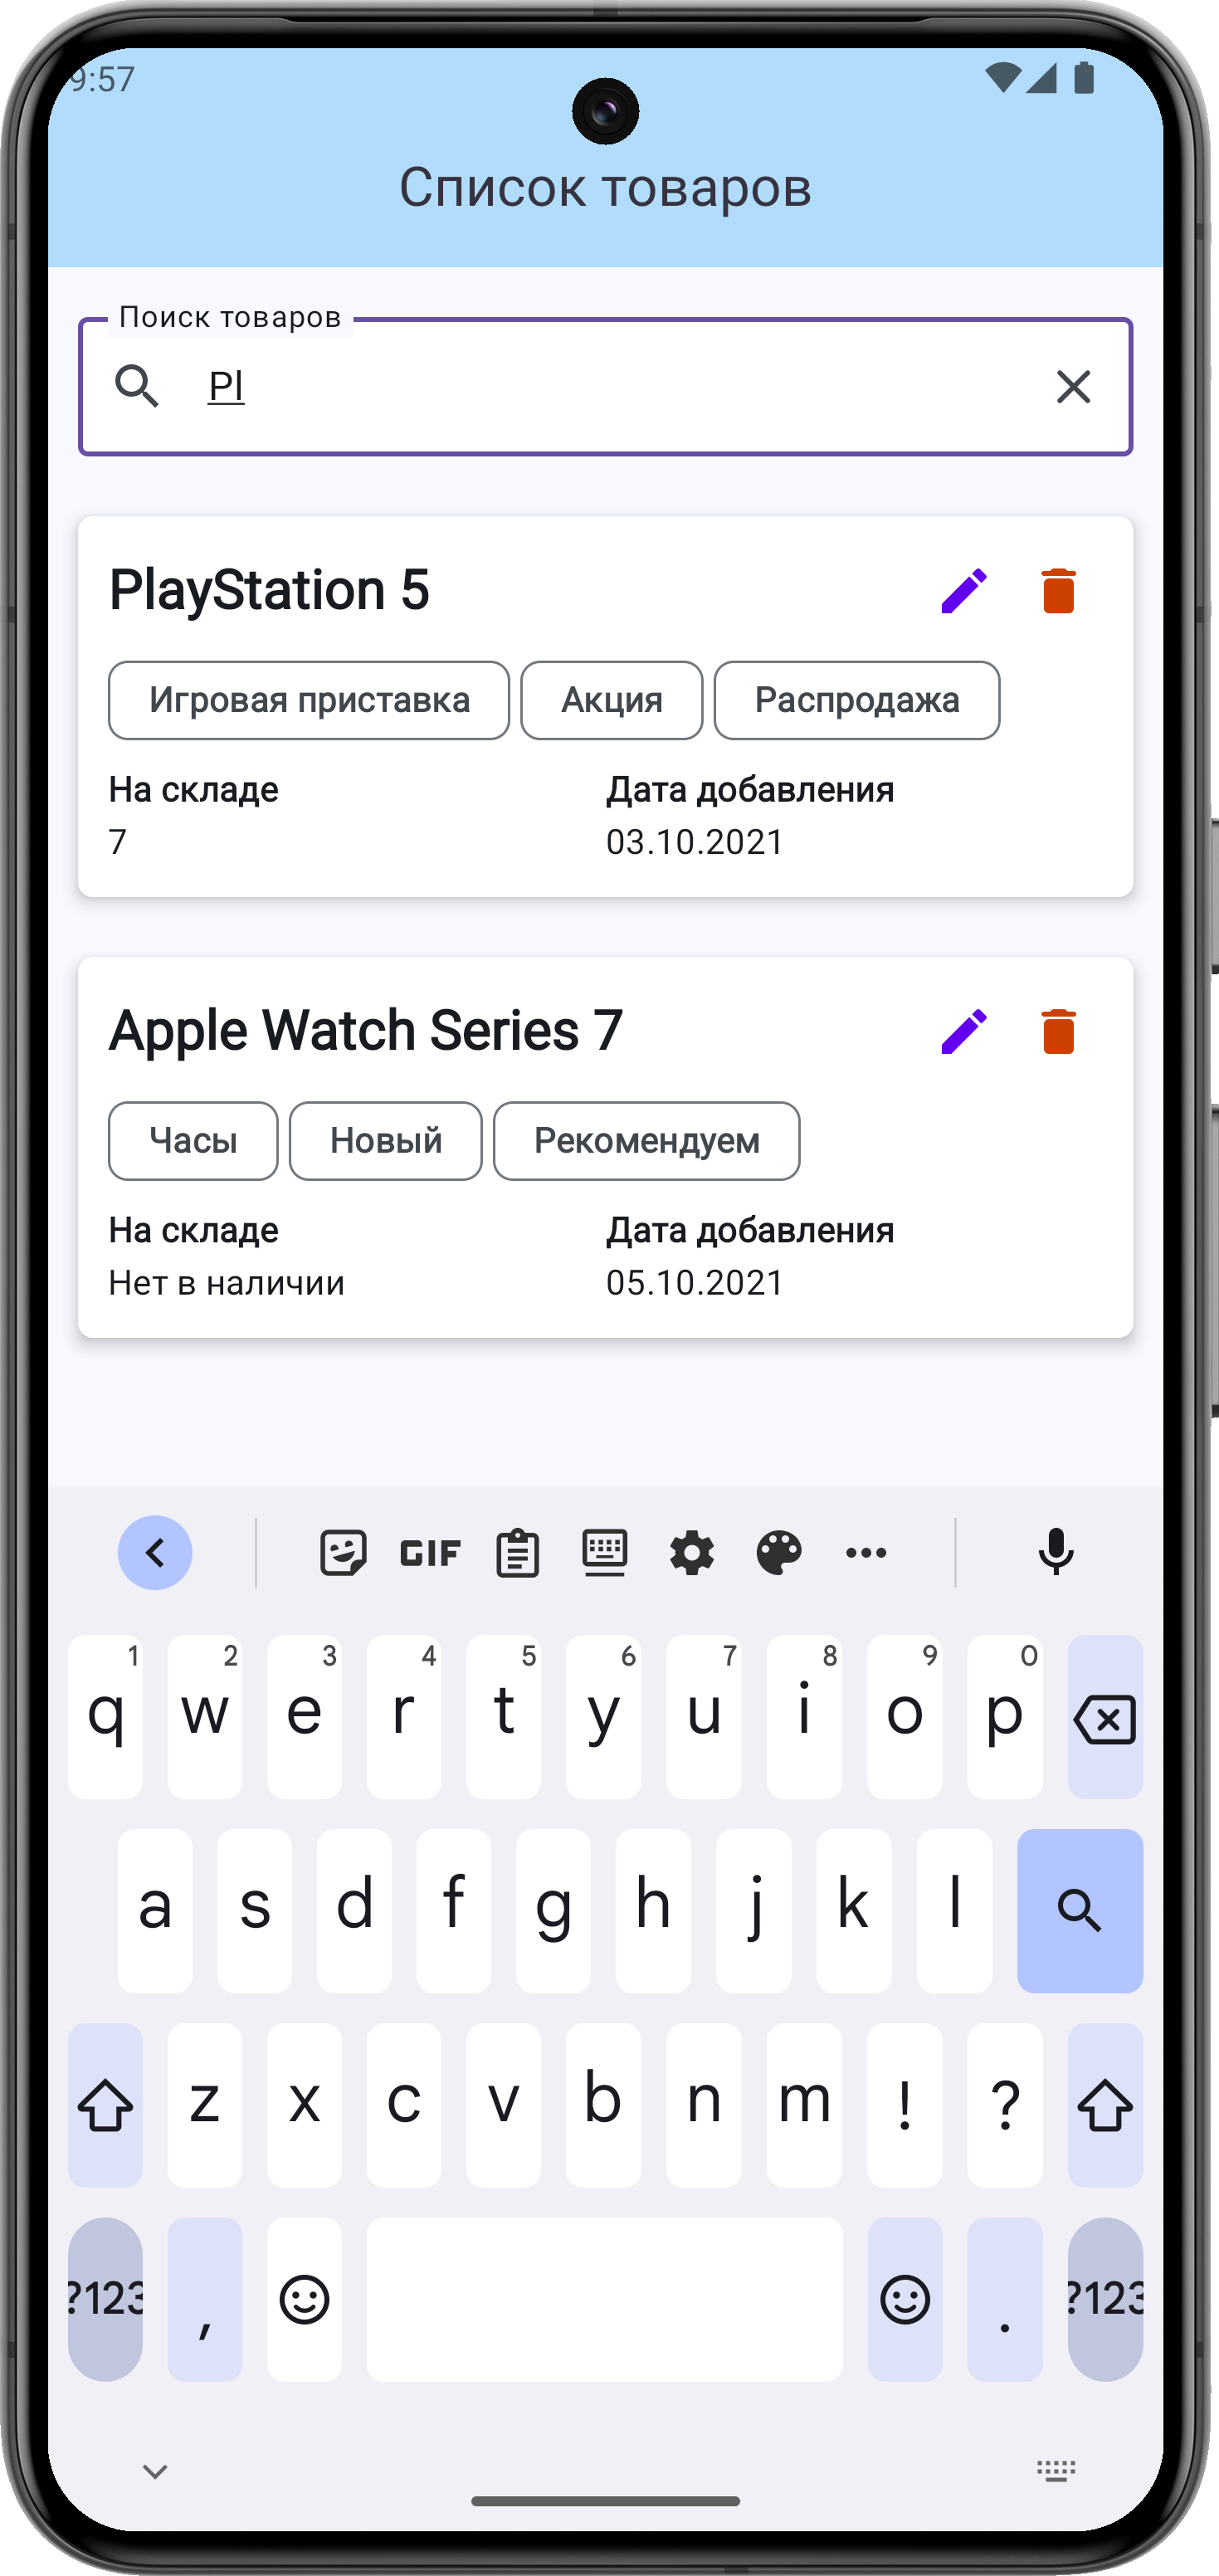 9:57
Список товаров
Поиск товаров
Pl
PlayStation 5
Игровая приставка Акция Распродажа
На складе Дата добавления
7 03.10.2021
Apple Watch Series 7
Часы Новый Рекомендуем
На складе Дата добавления
Нет в наличии 05.10.2021
GIF
1 2 3 4 5 6 7 8 9 0
q w e r t y u i o p
a s d f g h j k l
z x c v b n m ! ?
?123 , . ?123